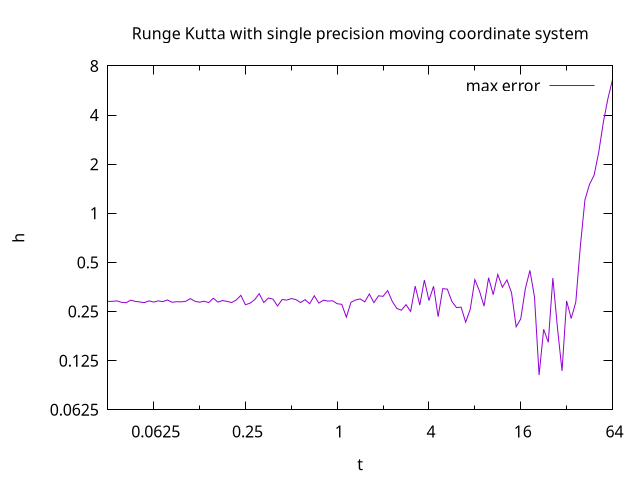 Runge Kutta with single precision moving coordinate system
max error
8
4
2
1
0.5
0.25
0.125
0.0625
h
0.0625 0.25 1 4 16 64
t